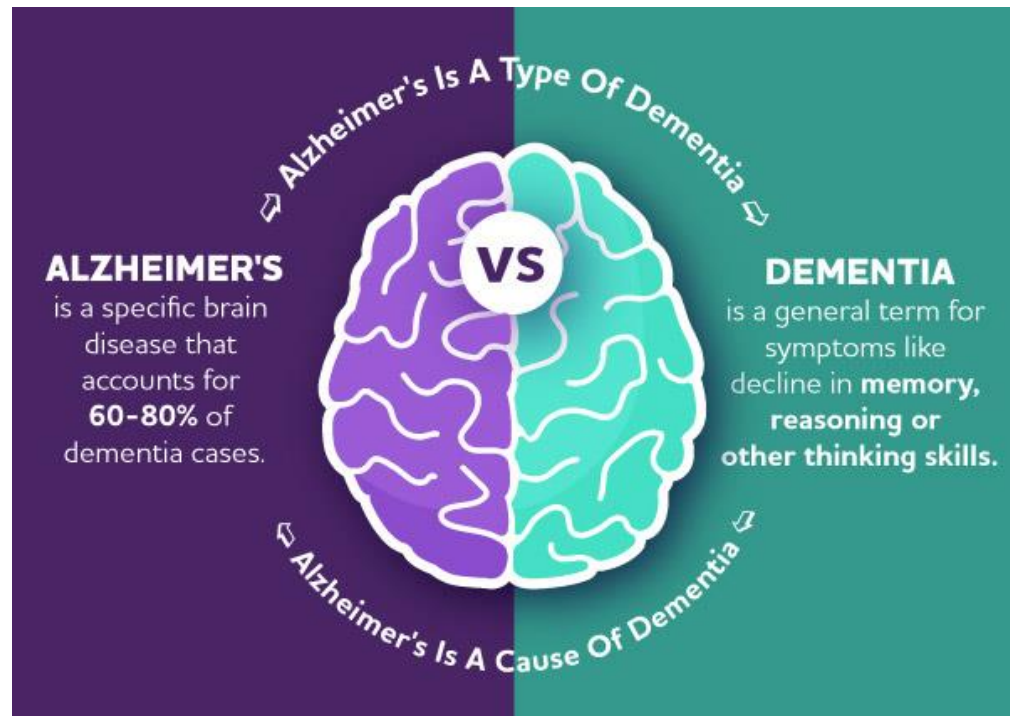 Alzheimer's Is A Type Of Dementia
ALZHEIMER'S
is a specific brain
disease that
accounts for
60-80% of
dementia cases.
VS
DEMENTIA
is a general term for
symptoms like
decline in memory,
reasoning or
other thinking skills.
Alzheimer's Is A Cause Of Dementia